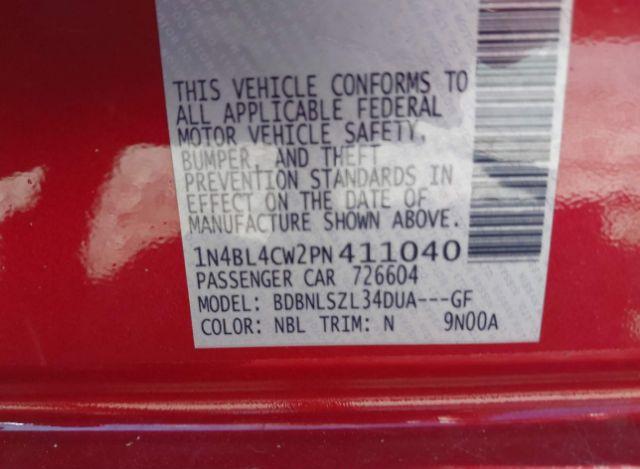 THIS VEHICLE CONFORMS TO
ALL APPLICABLE FEDERAL
MOTOR VEHICLE SAFETY,
BUMPER, AND THEFT
PREVENTION STANDARDS IN
EFFECT ON THE DATE OF
MANUFACTURE SHOWN ABOVE.
1N4BL4CW2PN411040
PASSENGER CAR 726604
MODEL: BDBNLSZL34DUA---GF
COLOR: NBL TRIM: N 9N00A